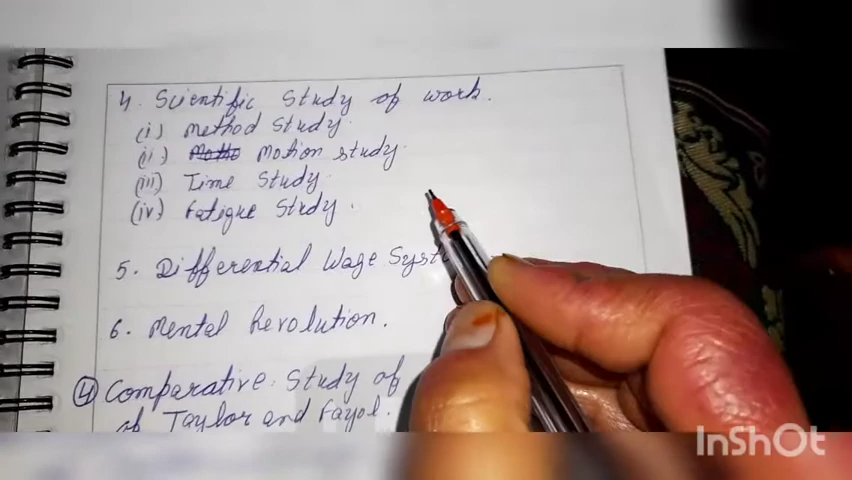 4. Scientific Study of work.
(i) Method Study.
(ii) Motion study.
(iii) Time Study.
(iv) Fatigue Study.
5. Differential Wage
6. Mental Revolution.
4 Comparative Study of
of Taylor and Fayol.
InShOt